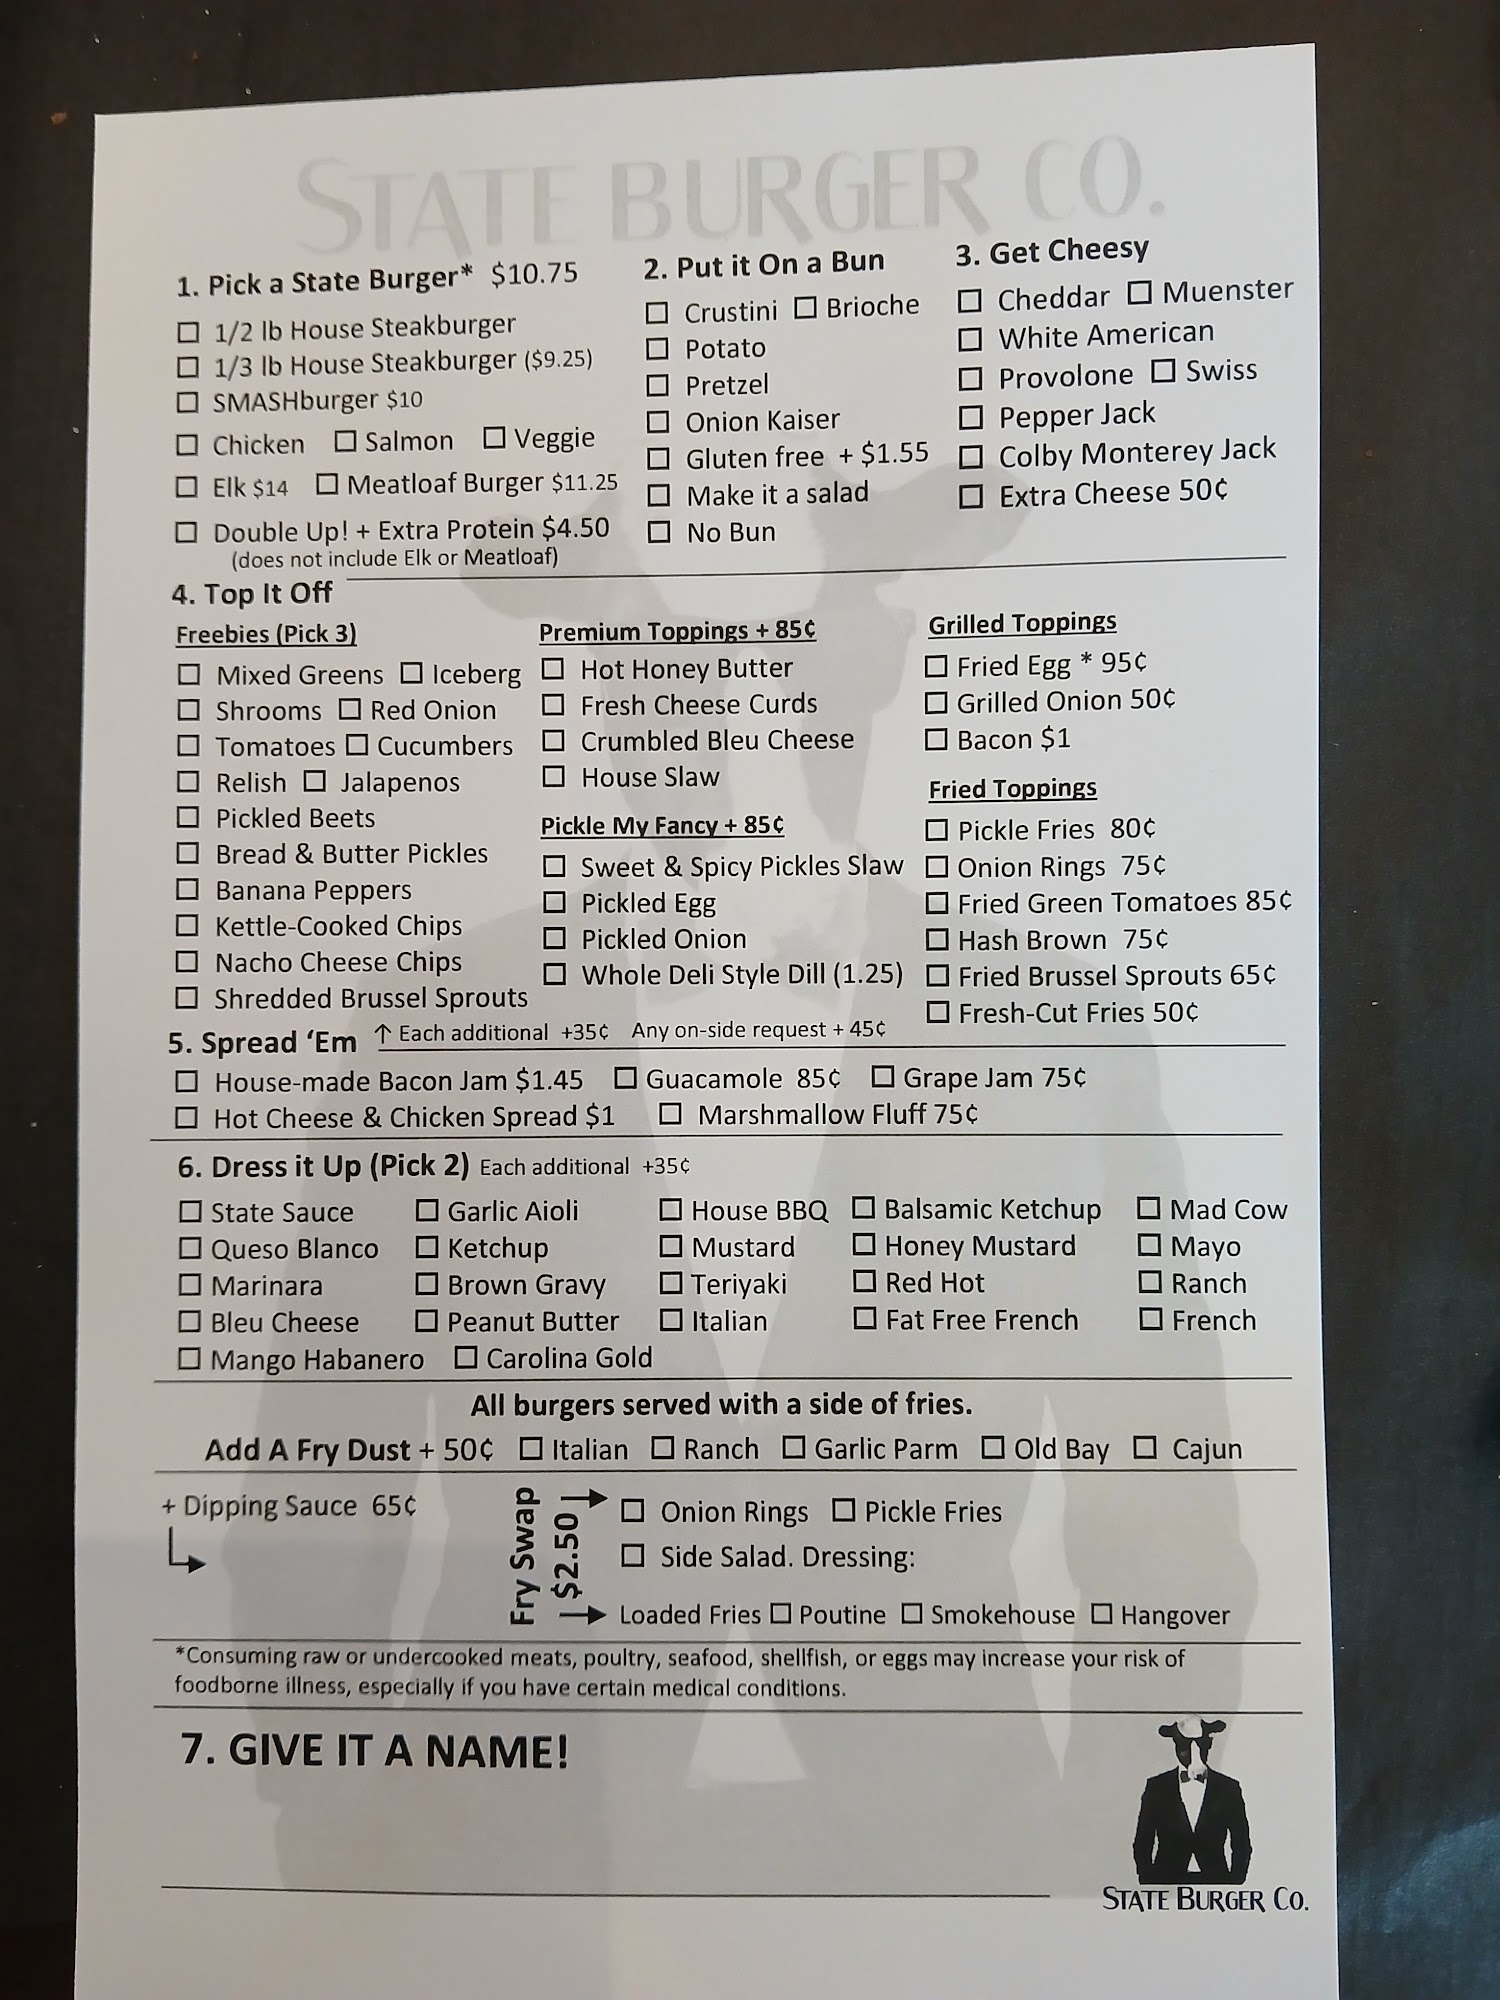 STATE BURGER CO.
1. Pick a State Burger* $10.75
☐ 1/2 lb House Steakburger
☐ 1/3 lb House Steakburger ($9.25)
☐ SMASHburger $10
☐ Chicken ☐ Salmon ☐ Veggie
☐ Elk $14 ☐ Meatloaf Burger $11.25
☐ Double Up! + Extra Protein $4.50
(does not include Elk or Meatloaf)
2. Put it On a Bun
☐ Crustini ☐ Brioche
☐ Potato
☐ Pretzel
☐ Onion Kaiser
☐ Gluten free + $1.55
☐ Make it a salad
☐ No Bun
3. Get Cheesy
☐ Cheddar ☐ Muenster
☐ White American
☐ Provolone ☐ Swiss
☐ Pepper Jack
☐ Colby Monterey Jack
☐ Extra Cheese 50¢
4. Top It Off
Freebies (Pick 3)
☐ Mixed Greens ☐ Iceberg
☐ Shrooms ☐ Red Onion
☐ Tomatoes ☐ Cucumbers
☐ Relish ☐ Jalapenos
☐ Pickled Beets
☐ Bread & Butter Pickles
☐ Banana Peppers
☐ Kettle-Cooked Chips
☐ Nacho Cheese Chips
☐ Shredded Brussel Sprouts
Premium Toppings + 85¢
☐ Hot Honey Butter
☐ Fresh Cheese Curds
☐ Crumbled Bleu Cheese
☐ House Slaw
Pickle My Fancy + 85¢
☐ Sweet & Spicy Pickles Slaw
☐ Pickled Egg
☐ Pickled Onion
☐ Whole Deli Style Dill (1.25)
Grilled Toppings
☐ Fried Egg * 95¢
☐ Grilled Onion 50¢
☐ Bacon $1
Fried Toppings
☐ Pickle Fries 80¢
☐ Onion Rings 75¢
☐ Fried Green Tomatoes 85¢
☐ Hash Brown 75¢
☐ Fried Brussel Sprouts 65¢
☐ Fresh-Cut Fries 50¢
↑ Each additional +35¢ Any on-side request + 45¢
5. Spread ‘Em
☐ House-made Bacon Jam $1.45 ☐ Guacamole 85¢ ☐ Grape Jam 75¢
☐ Hot Cheese & Chicken Spread $1 ☐ Marshmallow Fluff 75¢
6. Dress it Up (Pick 2) Each additional +35¢
☐ State Sauce ☐ Garlic Aioli ☐ House BBQ ☐ Balsamic Ketchup ☐ Mad Cow
☐ Queso Blanco ☐ Ketchup ☐ Mustard ☐ Honey Mustard ☐ Mayo
☐ Marinara ☐ Brown Gravy ☐ Teriyaki ☐ Red Hot ☐ Ranch
☐ Bleu Cheese ☐ Peanut Butter ☐ Italian ☐ Fat Free French ☐ French
☐ Mango Habanero ☐ Carolina Gold
All burgers served with a side of fries.
Add A Fry Dust + 50¢ ☐ Italian ☐ Ranch ☐ Garlic Parm ☐ Old Bay ☐ Cajun
+ Dipping Sauce 65¢
Fry Swap
$2.50
☐ Onion Rings ☐ Pickle Fries
☐ Side Salad. Dressing:
Loaded Fries ☐ Poutine ☐ Smokehouse ☐ Hangover
*Consuming raw or undercooked meats, poultry, seafood, shellfish, or eggs may increase your risk of
foodborne illness, especially if you have certain medical conditions.
7. GIVE IT A NAME!
STATE BURGER CO.